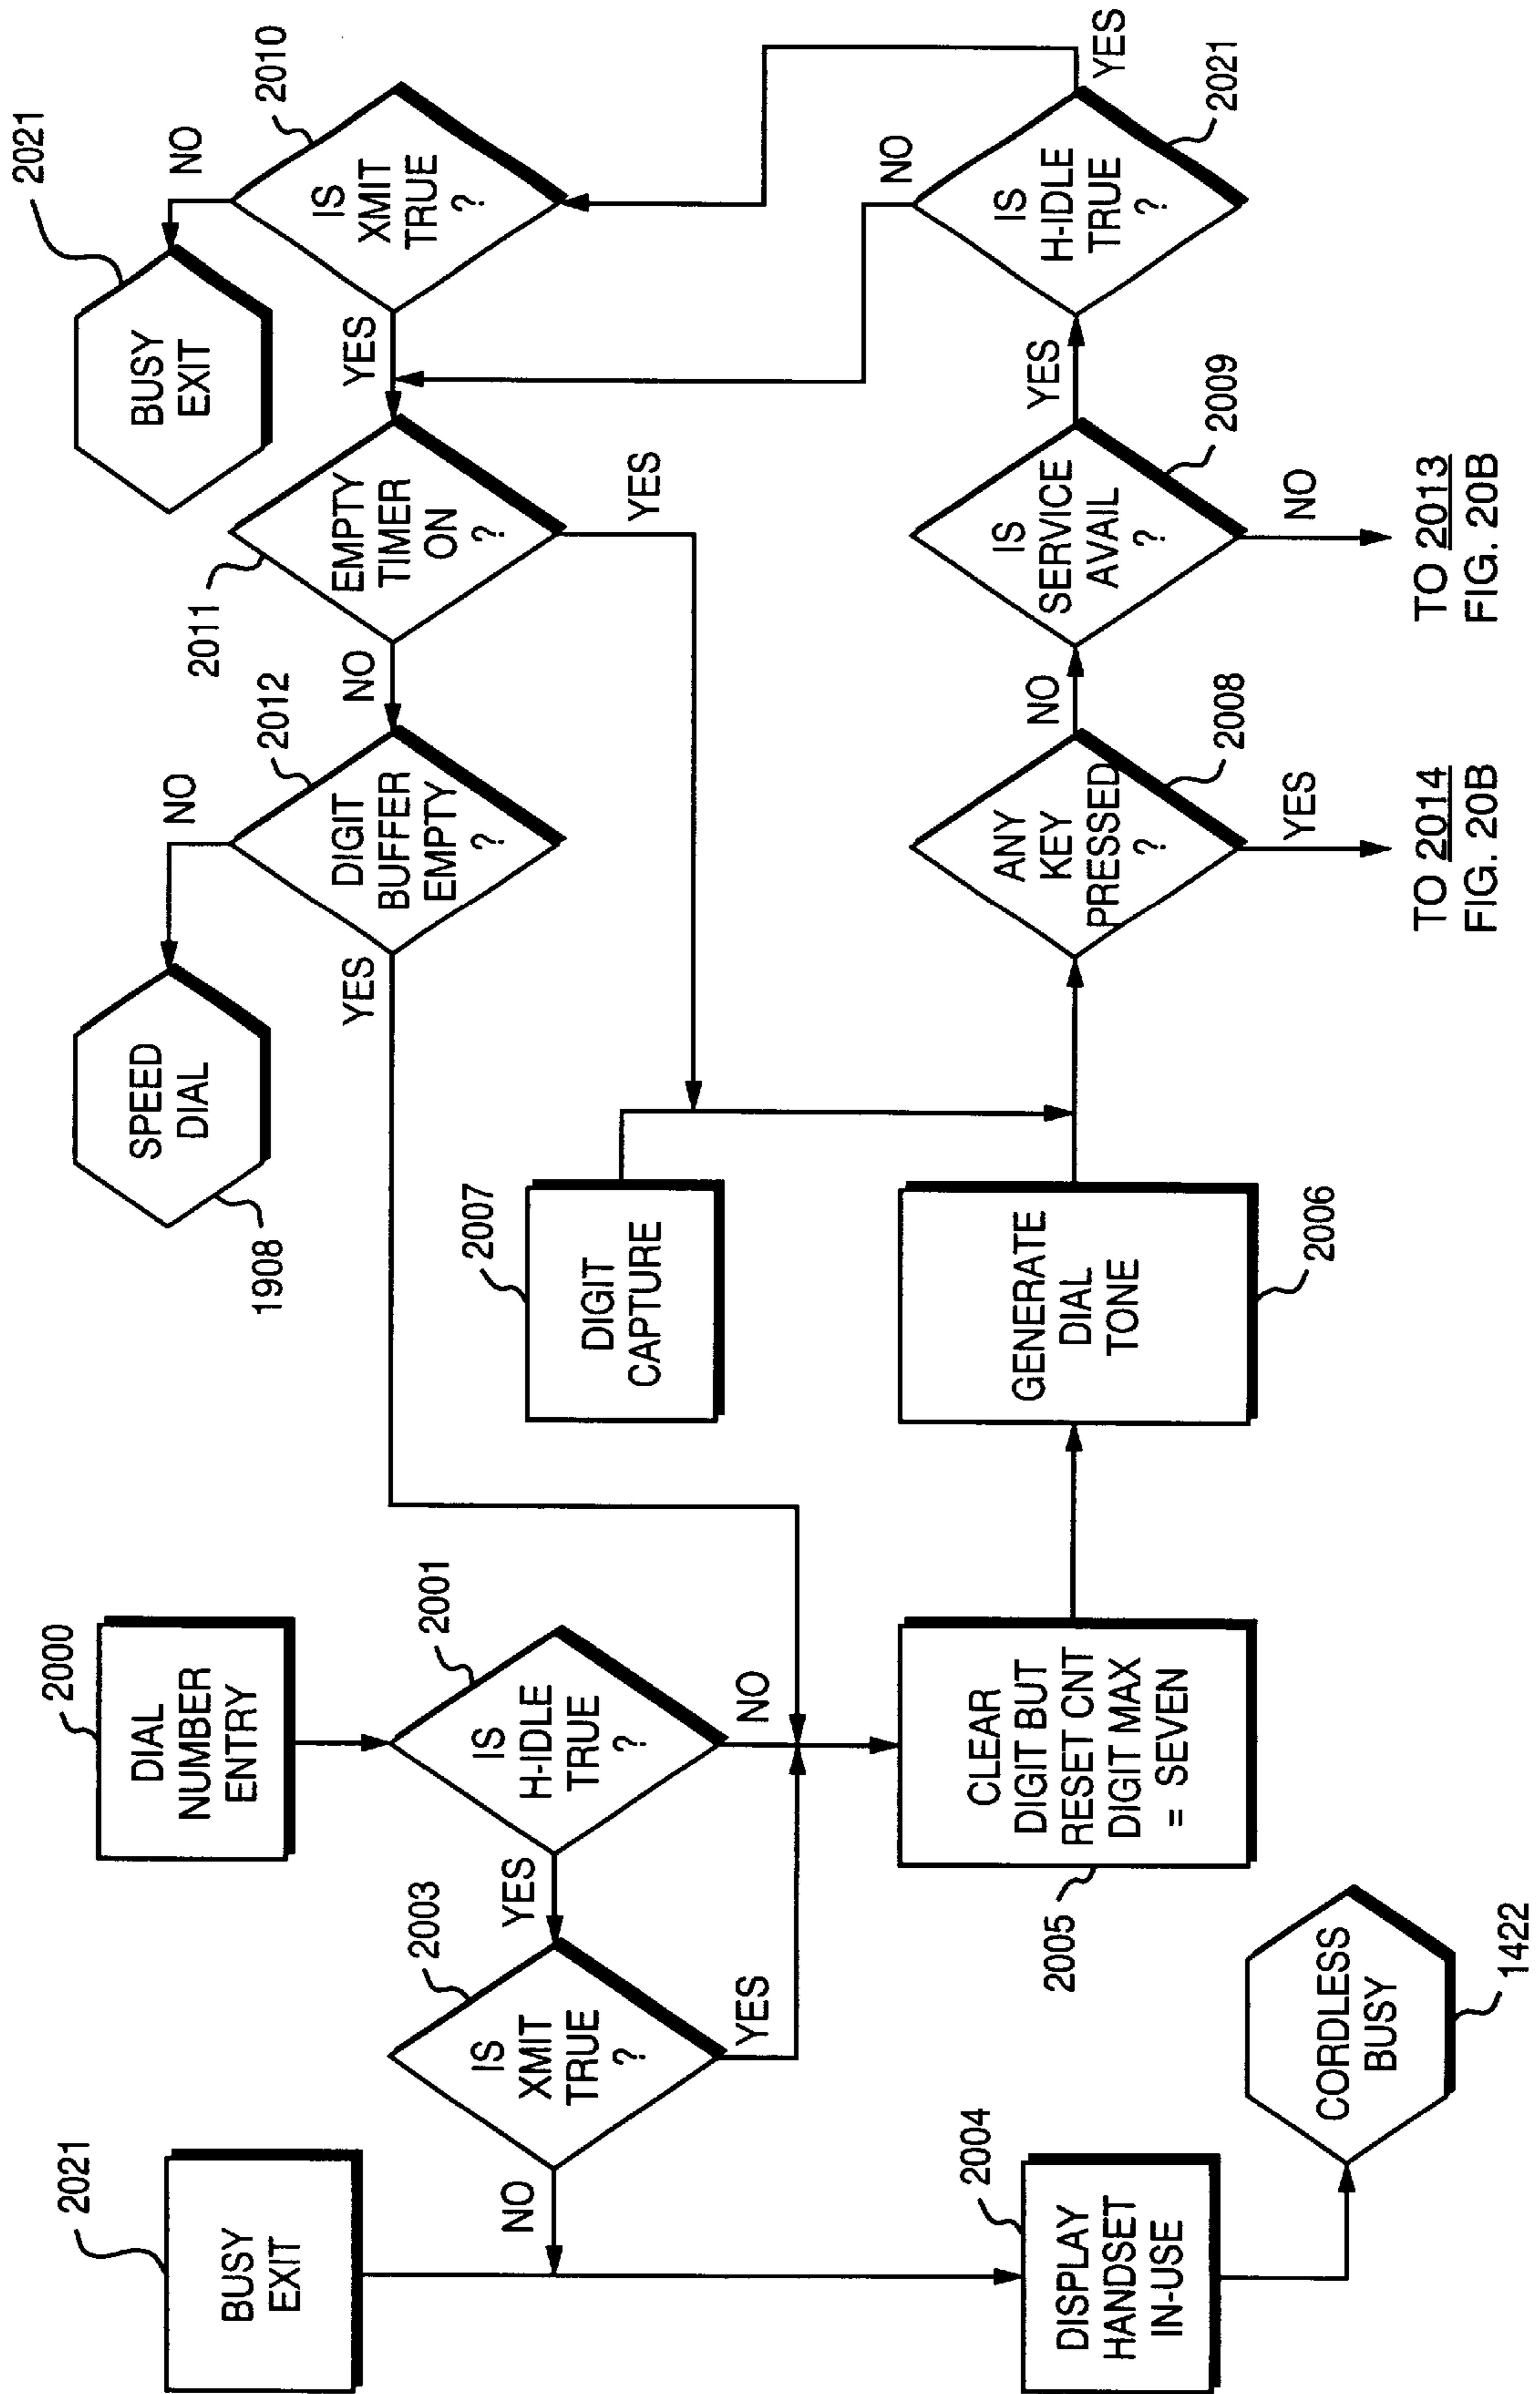 2021
BUSY
EXIT
2000
DIAL
NUMBER
ENTRY
2003
IS
XMIT
TRUE
?
NO
YES
2001
IS
H-IDLE
TRUE
?
YES
NO
2004
DISPLAY
HANDSET
IN-USE
CORDLESS
BUSY
1422
2005
CLEAR
DIGIT BUT
RESET CNT
DIGIT MAX
= SEVEN
GENERATE
DIAL
TONE
2006
2007
DIGIT
CAPTURE
SPEED
DIAL
1908
NO
2012
DIGIT
BUFFER
EMPTY
?
YES
NO
2011
EMPTY
TIMER
ON
?
YES
YES
BUSY
EXIT
2021
NO
2010
IS
XMIT
TRUE
?
ANY
KEY
PRESSED
?
2008
NO
YES
TO 2014
FIG. 20B
IS
SERVICE
AVAIL
?
2009
YES
NO
TO 2013
FIG. 20B
IS
H-IDLE
TRUE
?
2021
NO
YES